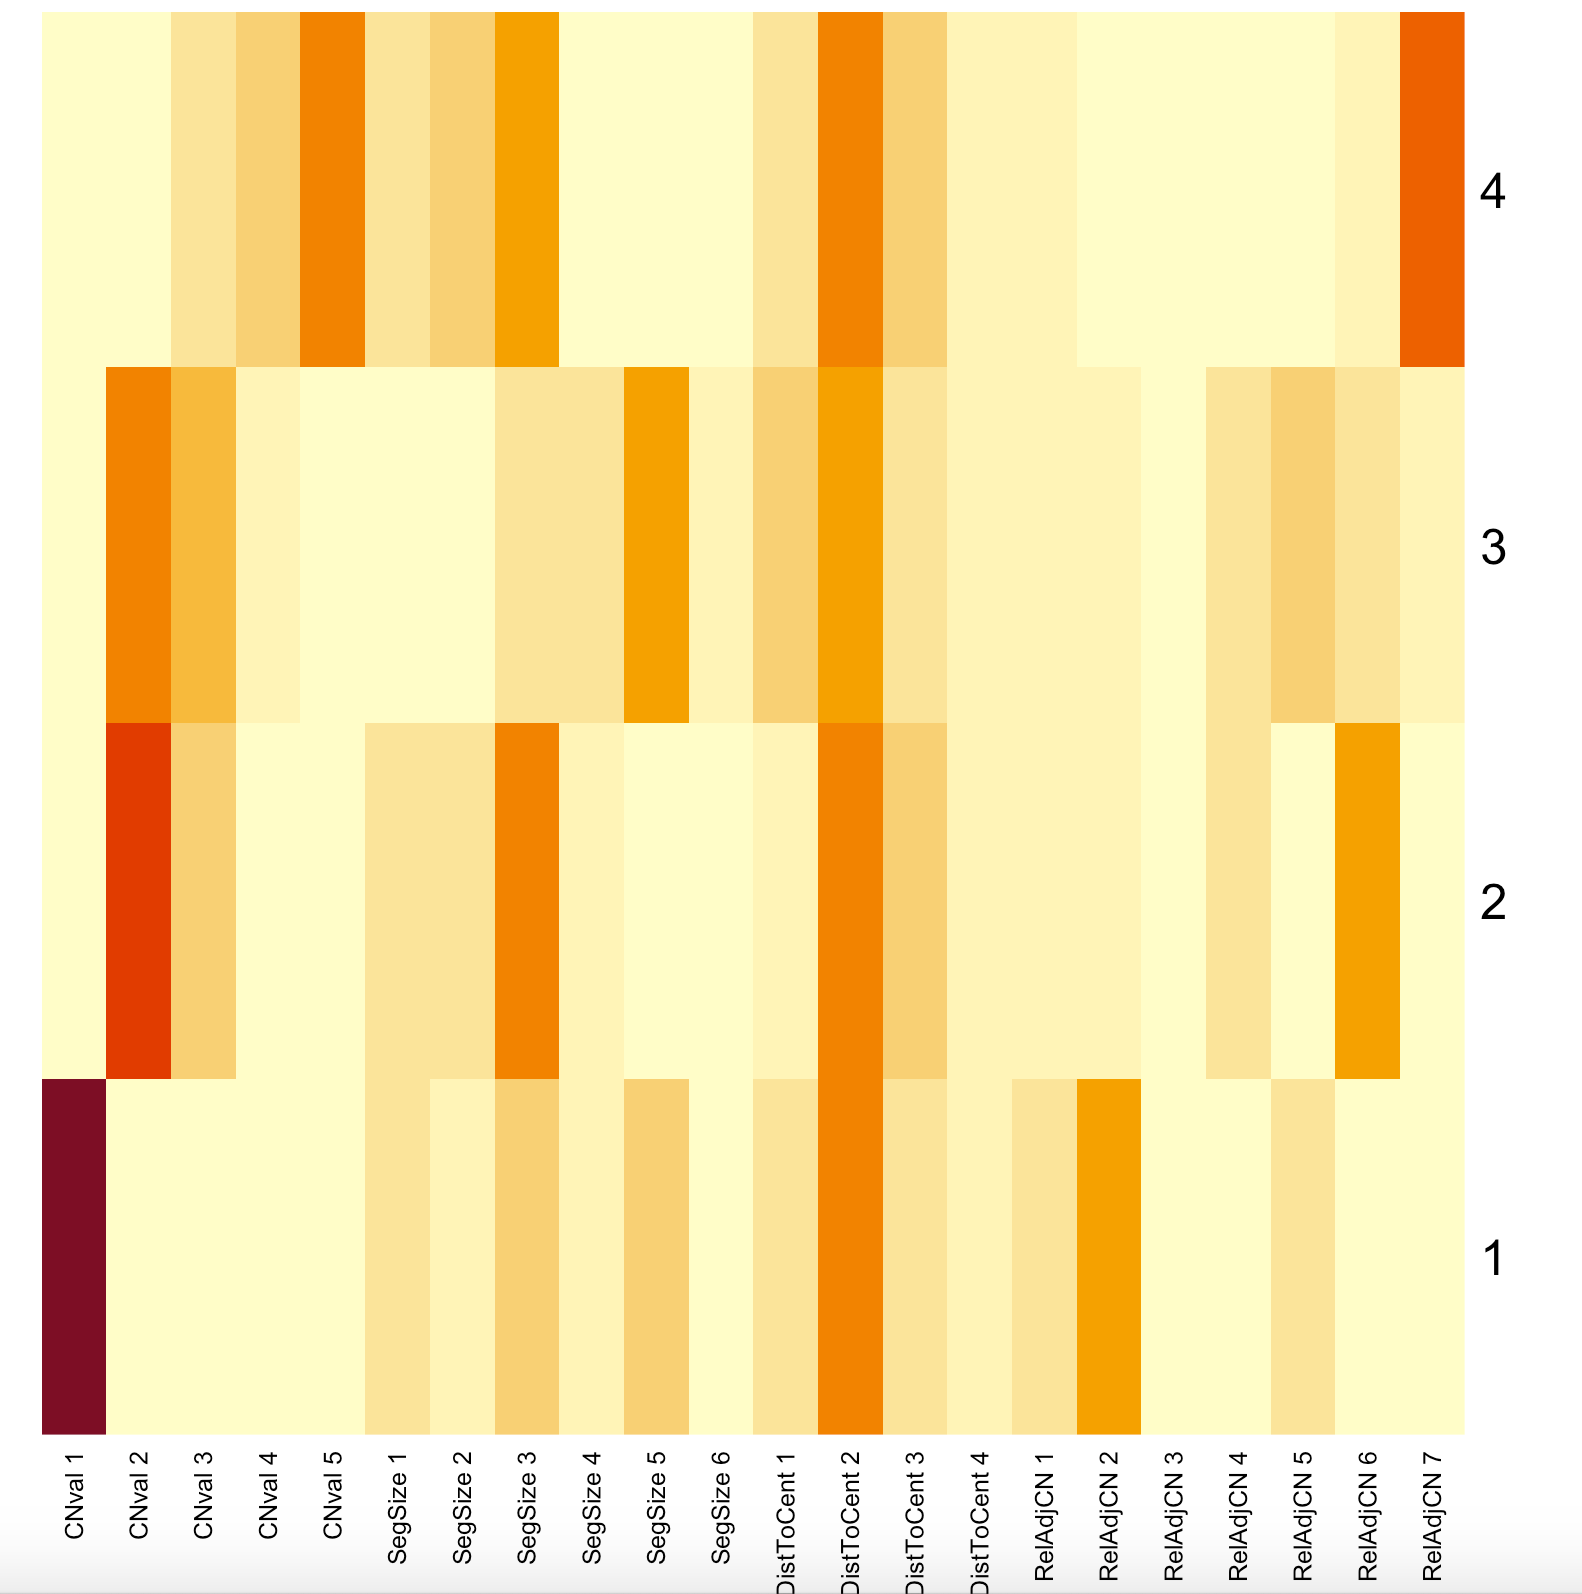 4
3
2
1
CNval 1
CNval 2
CNval 3
CNval 4
CNval 5
SegSize 1
SegSize 2
SegSize 3
SegSize 4
SegSize 5
SegSize 6
DistToCent 1
DistToCent 2
DistToCent 3
DistToCent 4
RelAdjCN 1
RelAdjCN 2
RelAdjCN 3
RelAdjCN 4
RelAdjCN 5
RelAdjCN 6
RelAdjCN 7